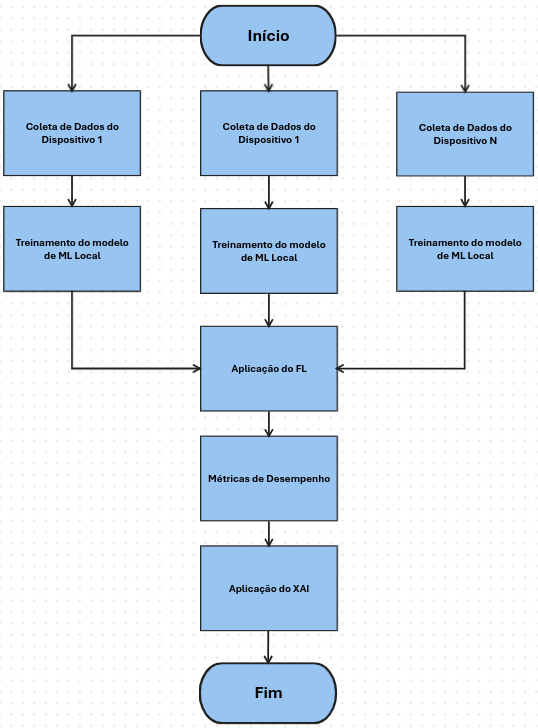 Início
Coleta de Dados do
Dispositivo 1
Coleta de Dados do
Dispositivo 1
Coleta de Dados do
Dispositivo N
Treinamento do modelo
de ML Local
Treinamento do modelo
de ML Local
Treinamento do modelo
de ML Local
Aplicação do FL
Métricas de Desempenho
Aplicação do XAI
Fim